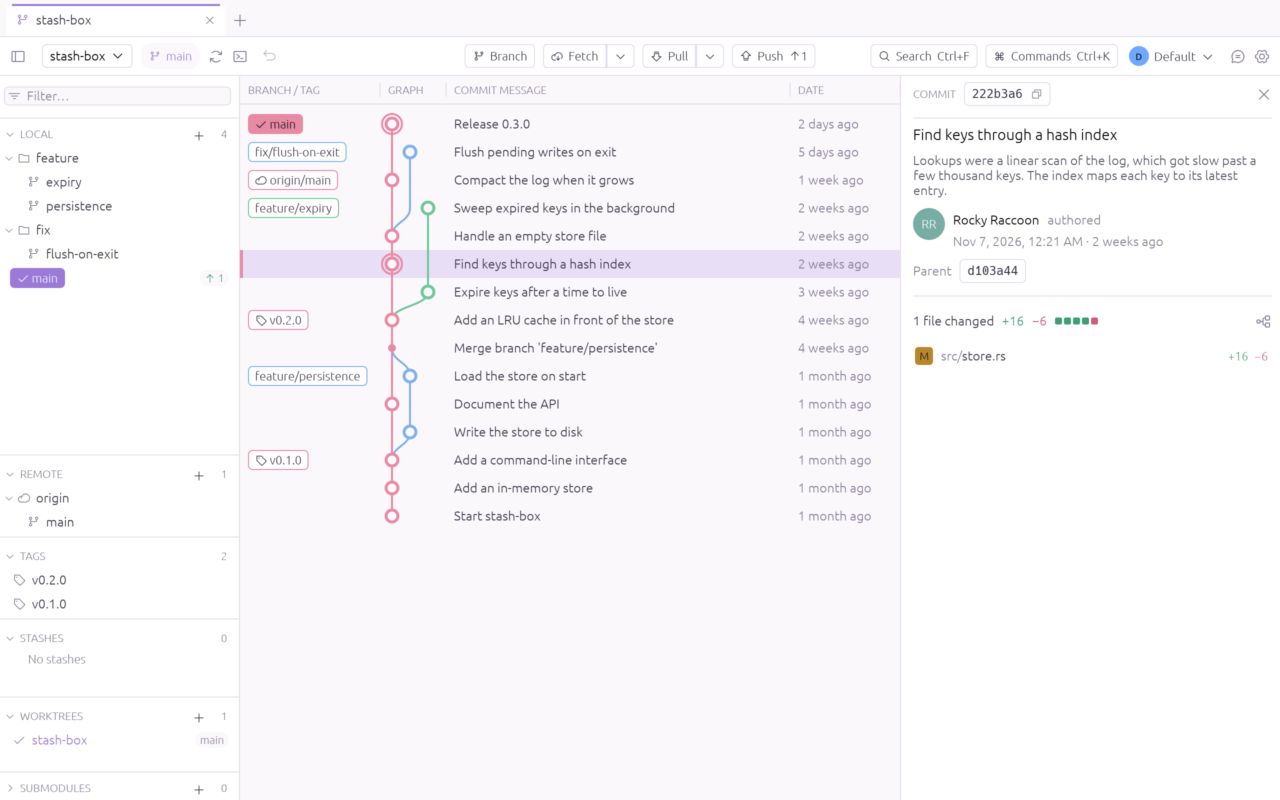 stash-box
stash-box main Branch Fetch Pull Push ↑1 Search Ctrl+F ⌘ Commands Ctrl+K D Default
Filter…
LOCAL 4
feature
expiry
persistence
fix
flush-on-exit
main ↑ 1
REMOTE 1
origin
main
TAGS 2
v0.2.0
v0.1.0
STASHES 0
No stashes
WORKTREES 1
stash-box main
SUBMODULES 0
BRANCH / TAG GRAPH COMMIT MESSAGE DATE
main Release 0.3.0 2 days ago
fix/flush-on-exit Flush pending writes on exit 5 days ago
origin/main Compact the log when it grows 1 week ago
feature/expiry Sweep expired keys in the background 2 weeks ago
Handle an empty store file 2 weeks ago
Find keys through a hash index 2 weeks ago
Expire keys after a time to live 3 weeks ago
v0.2.0 Add an LRU cache in front of the store 4 weeks ago
Merge branch 'feature/persistence' 4 weeks ago
feature/persistence Load the store on start 1 month ago
Document the API 1 month ago
Write the store to disk 1 month ago
v0.1.0 Add a command-line interface 1 month ago
Add an in-memory store 1 month ago
Start stash-box 1 month ago
COMMIT 222b3a6
Find keys through a hash index
Lookups were a linear scan of the log, which got slow past a
few thousand keys. The index maps each key to its latest
entry.
RR Rocky Raccoon authored
Nov 7, 2026, 12:21 AM · 2 weeks ago
Parent d103a44
1 file changed +16 −6
M src/store.rs +16 −6